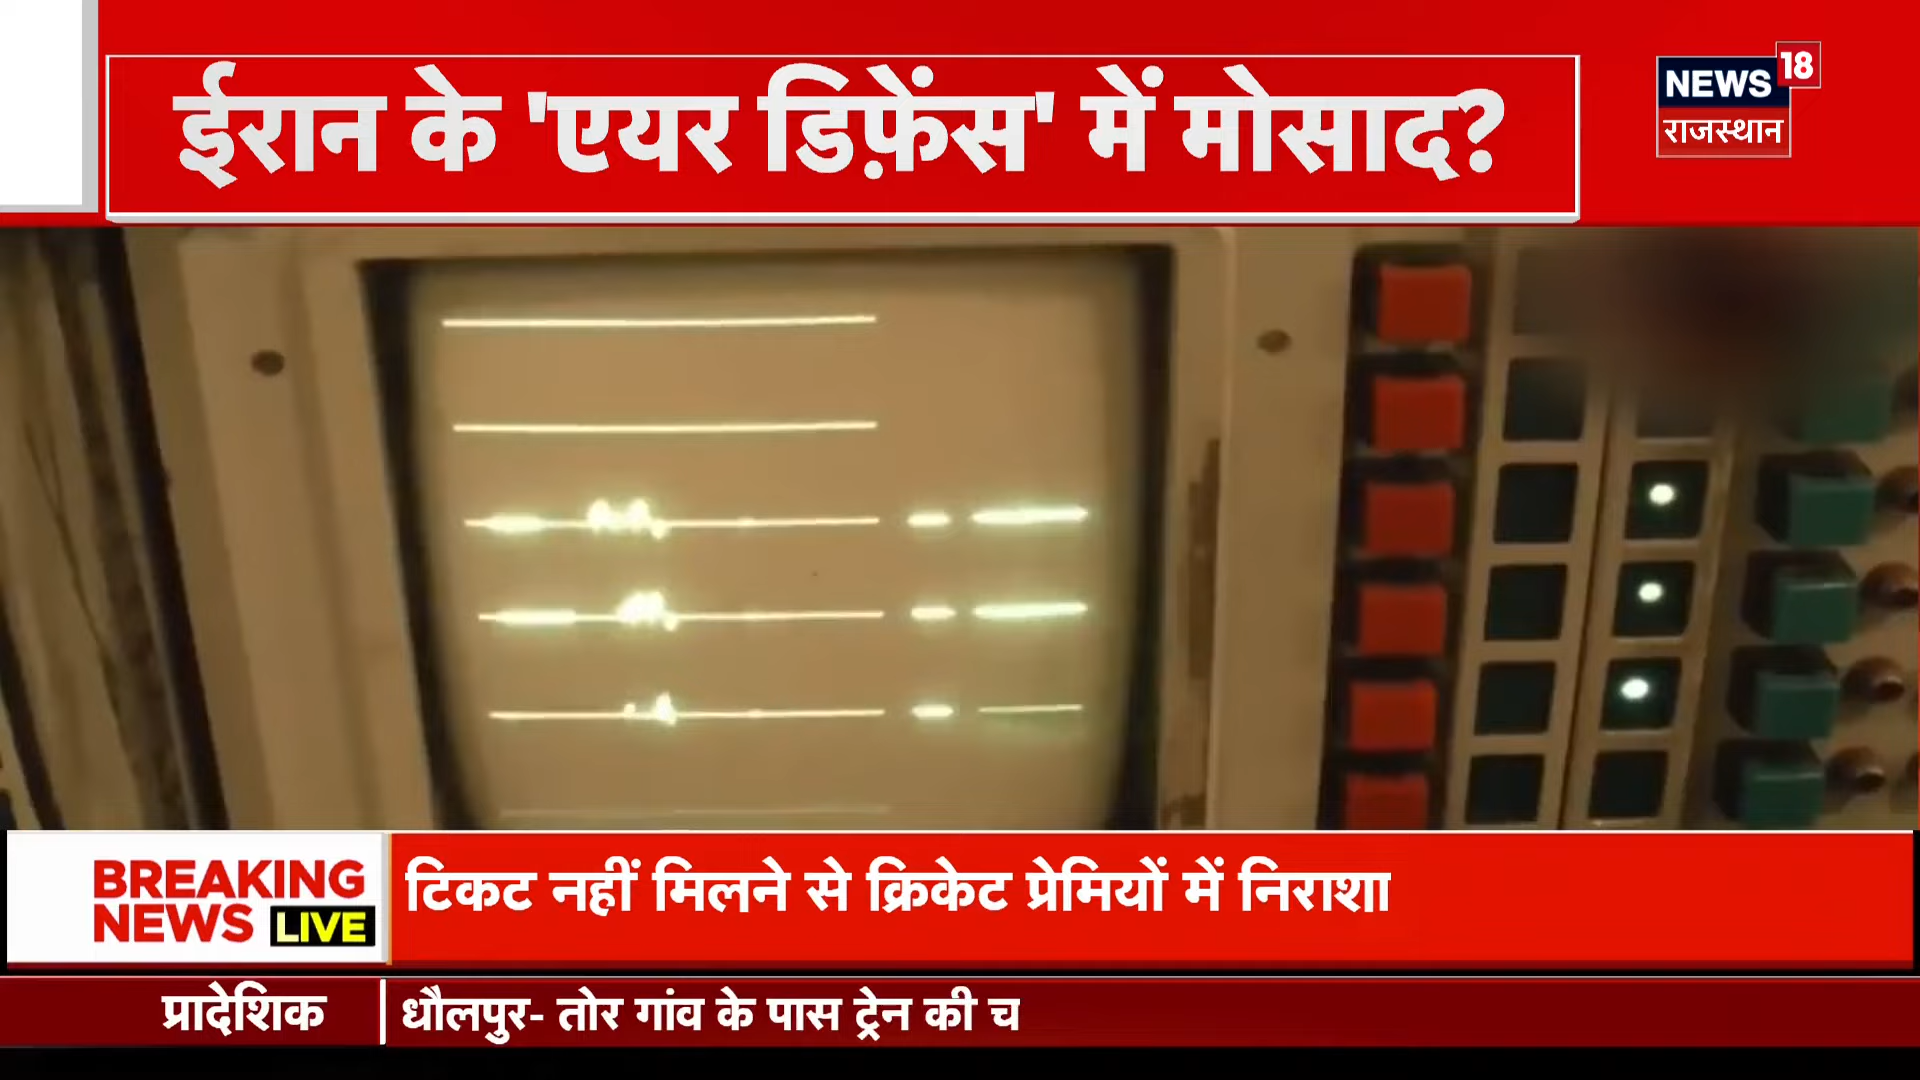 ईरान के 'एयर डिफ़ेंस' में मोसाद?
NEWS 18
राजस्थान
BREAKING
NEWS LIVE
टिकट नहीं मिलने से क्रिकेट प्रेमियों में निराशा
प्रादेशिक
धौलपुर- तोर गांव के पास ट्रेन की च